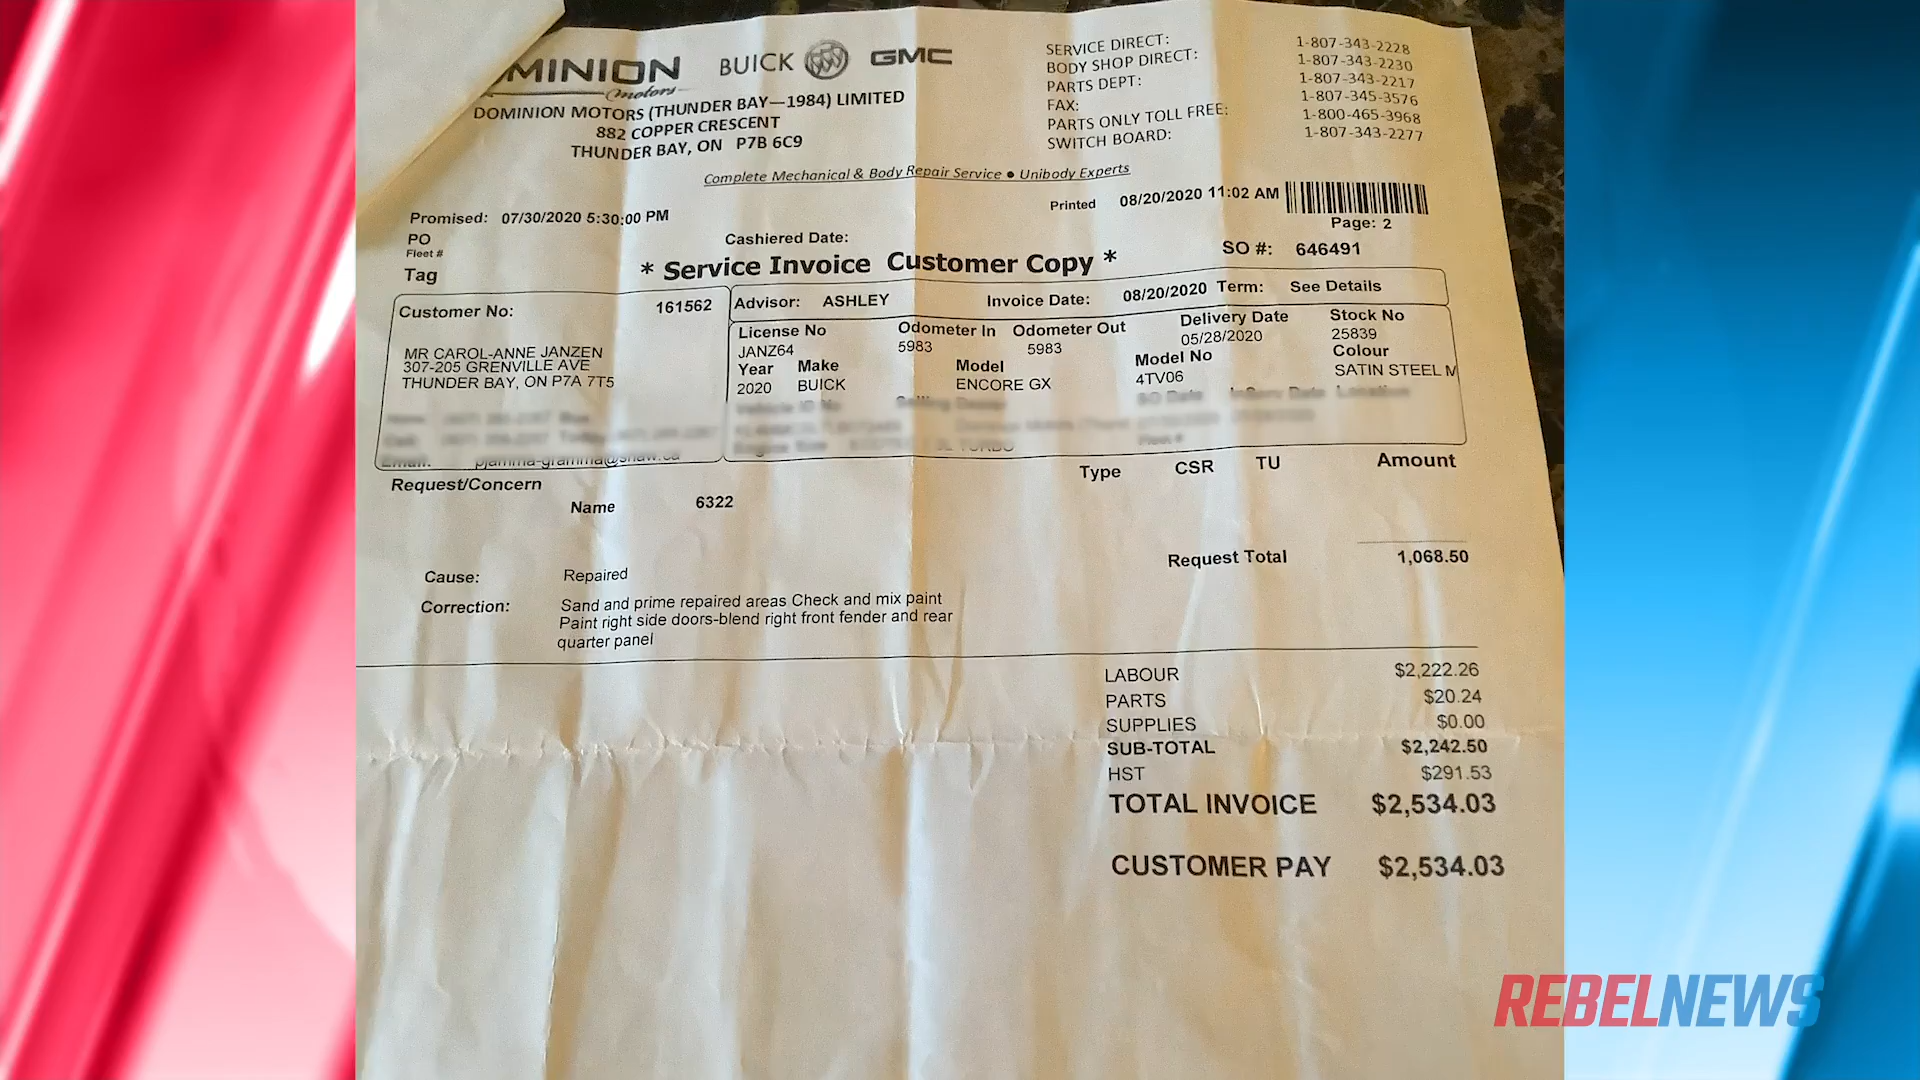 MINION motors BUICK GMC
DOMINION MOTORS (THUNDER BAY—1984) LIMITED
882 COPPER CRESCENT
THUNDER BAY, ON P7B 6C9
SERVICE DIRECT: 1-807-343-2228
BODY SHOP DIRECT: 1-807-343-2230
PARTS DEPT: 1-807-343-2217
FAX: 1-807-345-3576
PARTS ONLY TOLL FREE: 1-800-465-3968
SWITCH BOARD: 1-807-343-2277
Complete Mechanical & Body Repair Service ● Unibody Experts
Promised: 07/30/2020 5:30:00 PM
Printed 08/20/2020 11:02 AM
Page: 2
PO
Fleet #
Tag
Cashiered Date:
SO #: 646491
* Service Invoice Customer Copy *
Customer No: 161562
MR CAROL-ANNE JANZEN
307-205 GRENVILLE AVE
THUNDER BAY, ON P7A 7T5
Email: pjamma-gramma@shaw.ca
Advisor: ASHLEY Invoice Date: 08/20/2020 Term: See Details
License No Odometer In Odometer Out Delivery Date Stock No
JANZ64 5983 5983 05/28/2020 25839
Year Make Model Model No Colour
2020 BUICK ENCORE GX 4TV06 SATIN STEEL M
Request/Concern Type CSR TU Amount
Name 6322
Request Total 1,068.50
Cause: Repaired
Correction: Sand and prime repaired areas Check and mix paint
Paint right side doors-blend right front fender and rear
quarter panel
LABOUR $2,222.26
PARTS $20.24
SUPPLIES $0.00
SUB-TOTAL $2,242.50
HST $291.53
TOTAL INVOICE $2,534.03
CUSTOMER PAY $2,534.03
REBELNEWS